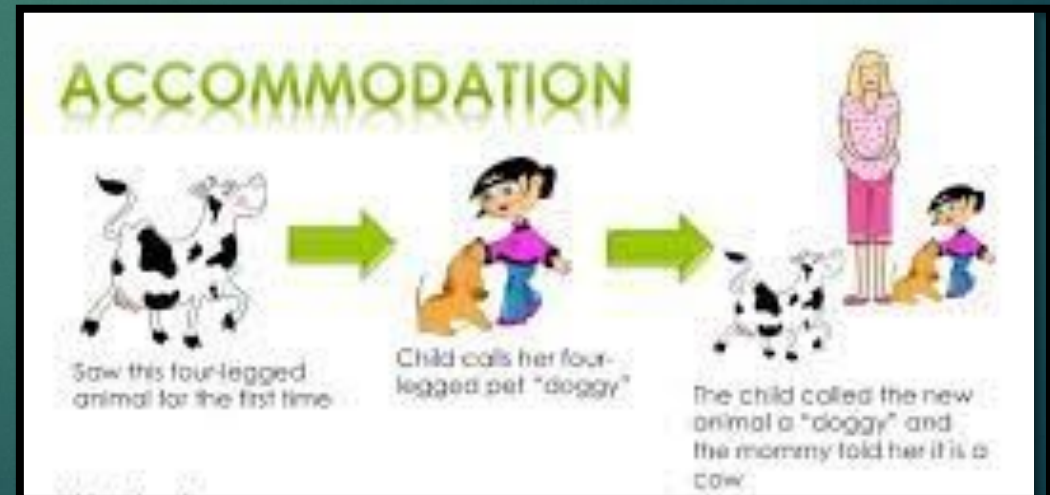 ACCOMMODATION
Saw this four-legged
animal for the first time
Child calls her four-
legged pet "doggy"
The child called the new
animal a "doggy" and
the mommy told her it is a
cow